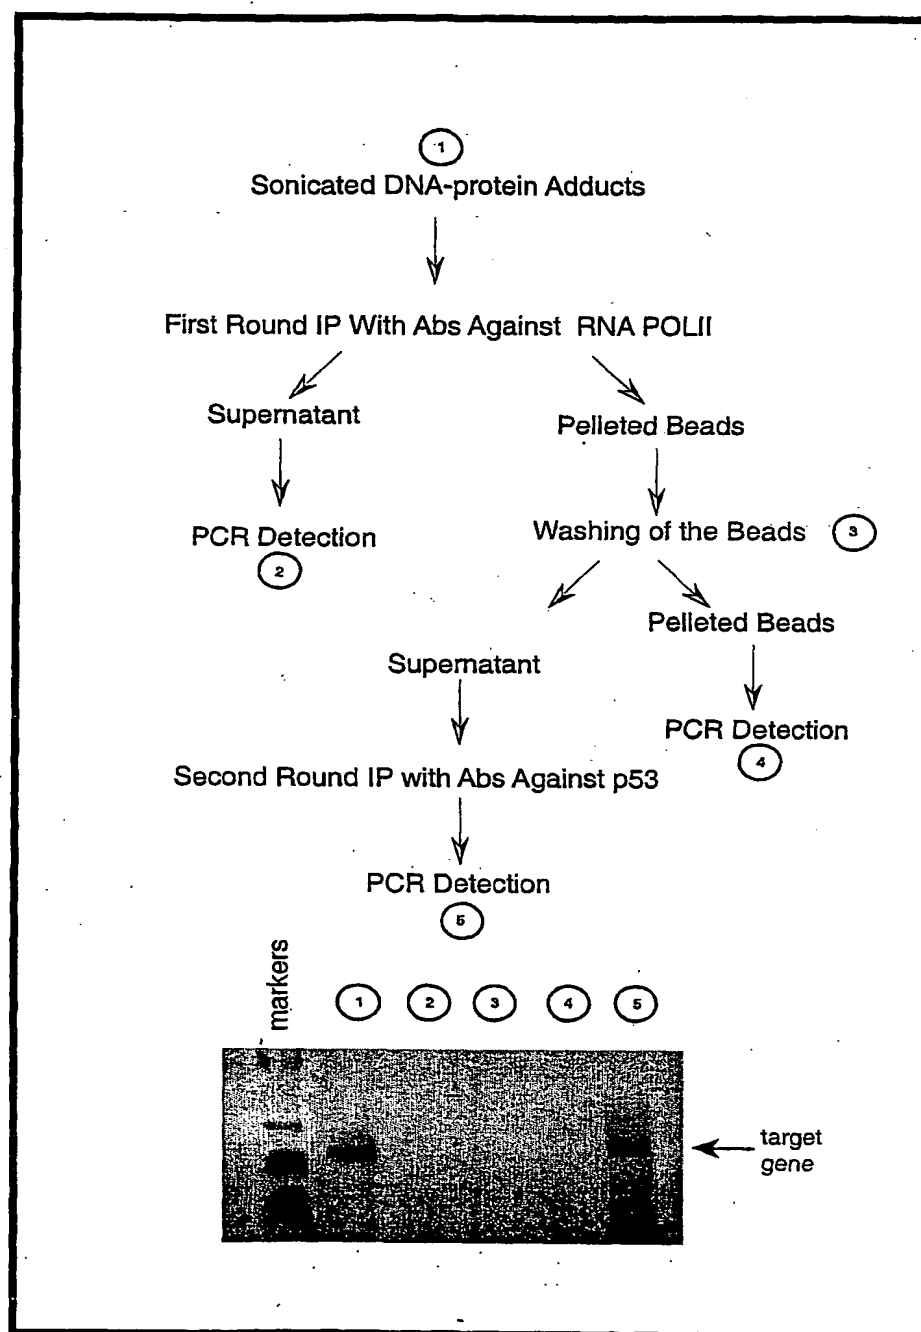 1
Sonicated DNA-protein Adducts
First Round IP With Abs Against RNA POLII
Supernatant
Pelleted Beads
PCR Detection
2
Washing of the Beads 3
Pelleted Beads
Supernatant
PCR Detection
4
Second Round IP with Abs Against p53
PCR Detection
5
markers
1 2 3 4 5
target
gene